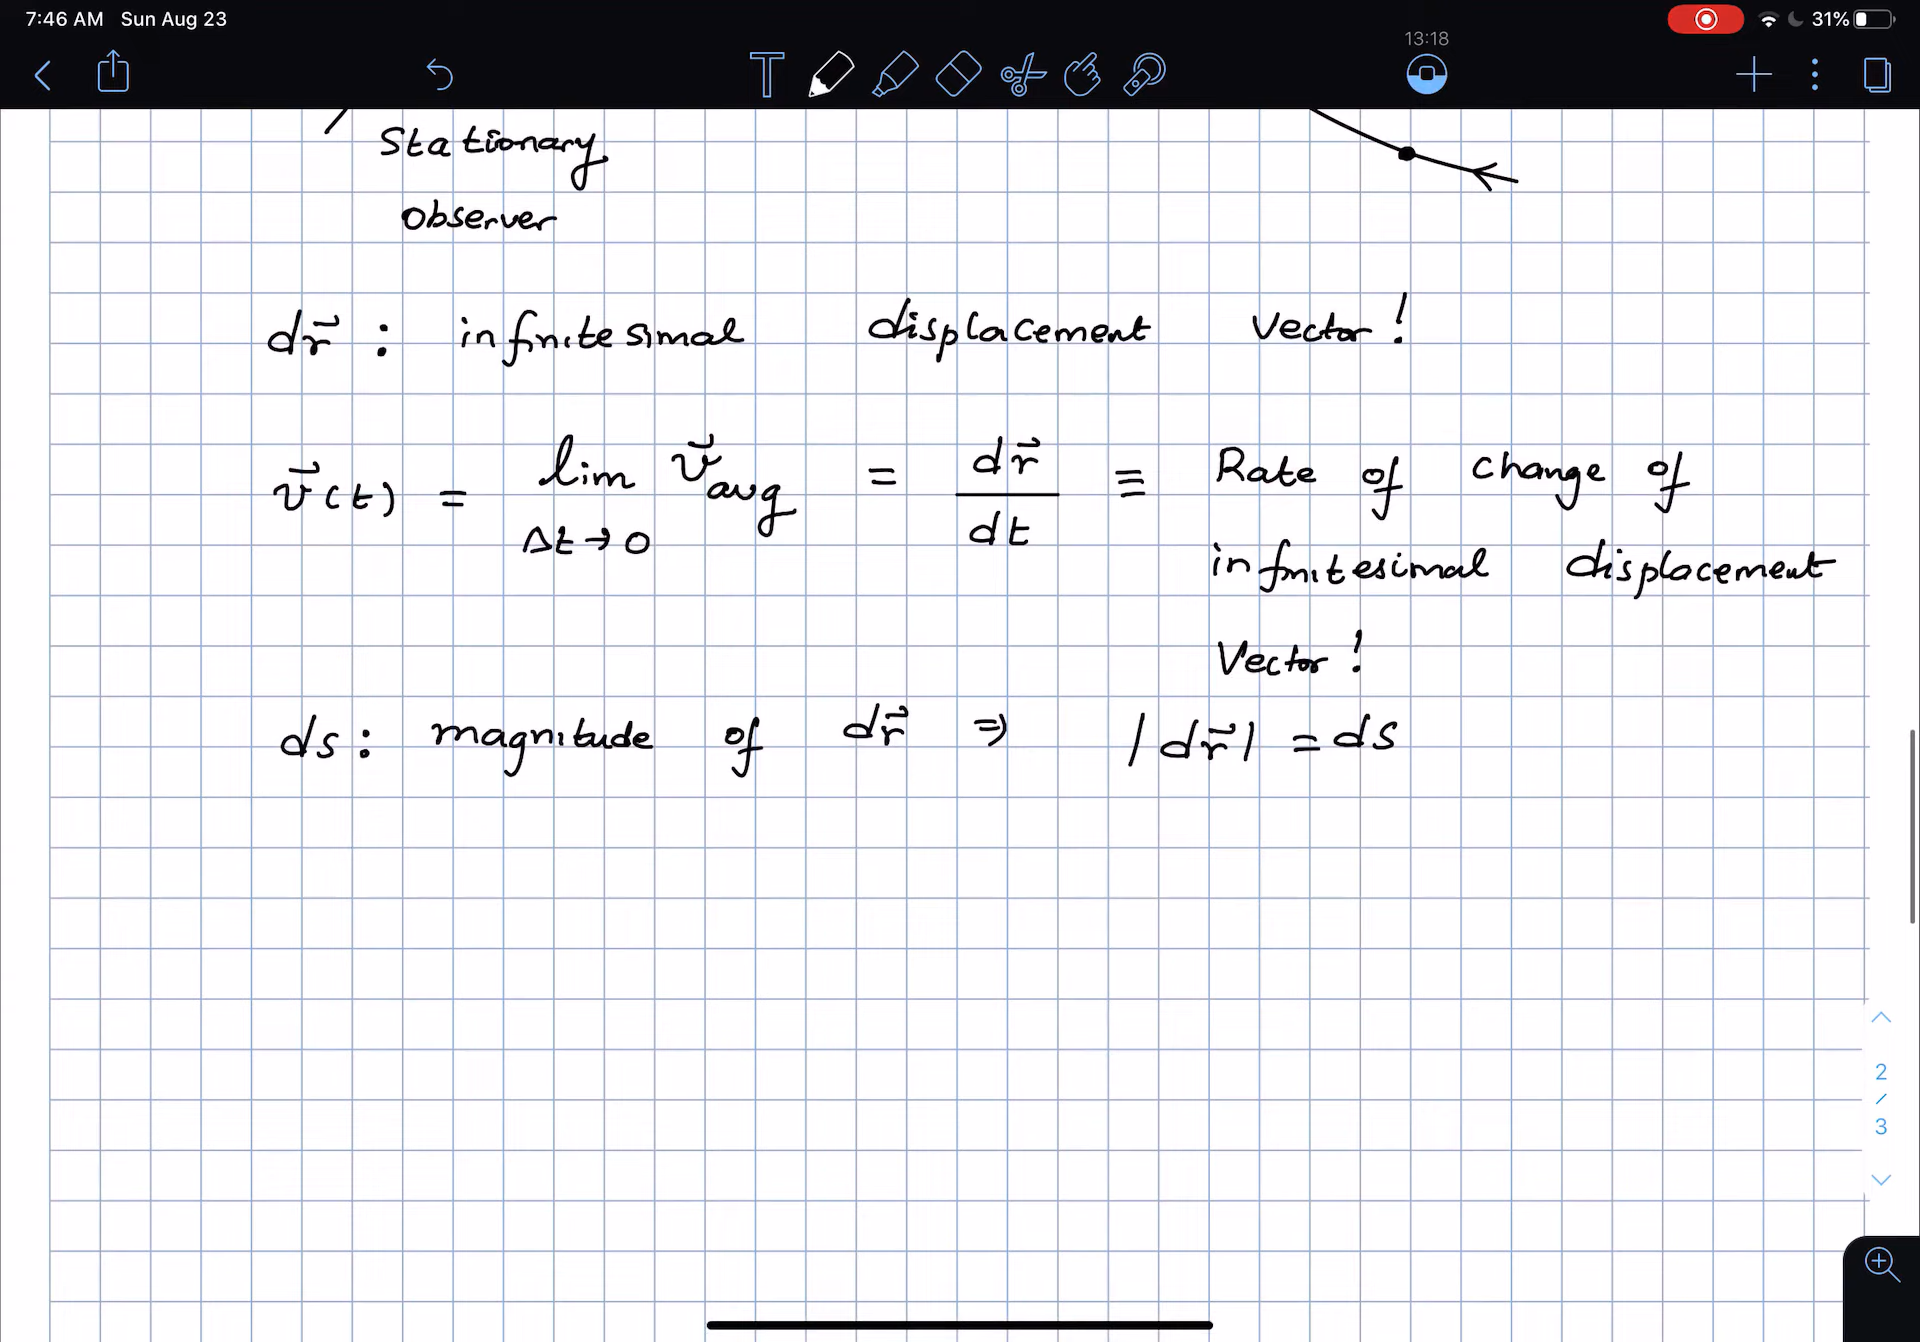 7:46 AM Sun Aug 23
31%
13:18
Stationary
observer
dr⃗ : infinitesimal displacement vector!
v⃗(t) = lim Δt→0 v⃗avg = dr⃗/dt ≡ Rate of change of
infinitesimal displacement
Vector!
ds: magnitude of dr⃗ ⇒ |dr⃗| = ds
2
/
3